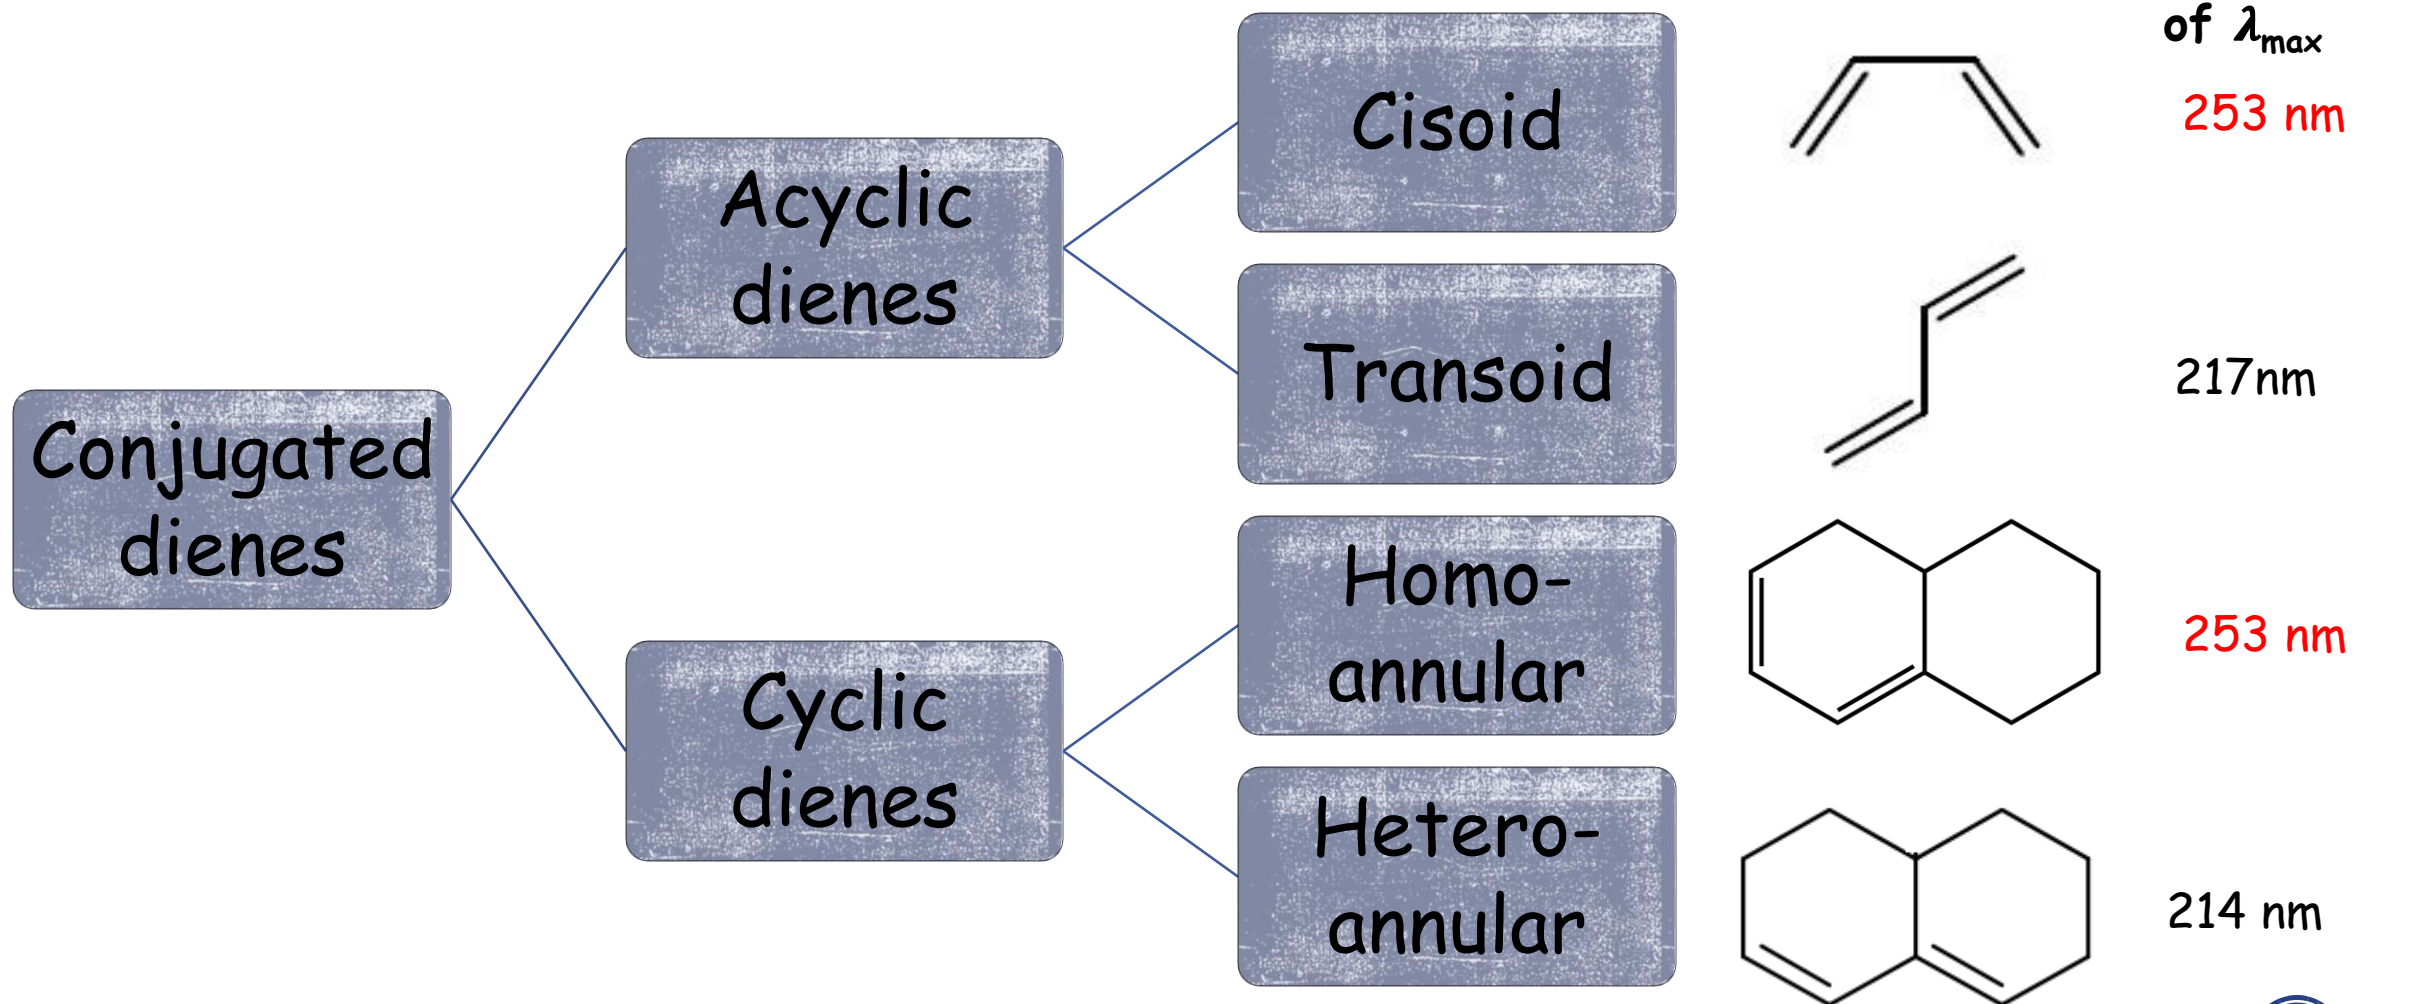 of λmax
Cisoid
253 nm
Acyclic
dienes
Transoid
217nm
Conjugated
dienes
Homo-
annular
253 nm
Cyclic
dienes
Hetero-
annular
214 nm